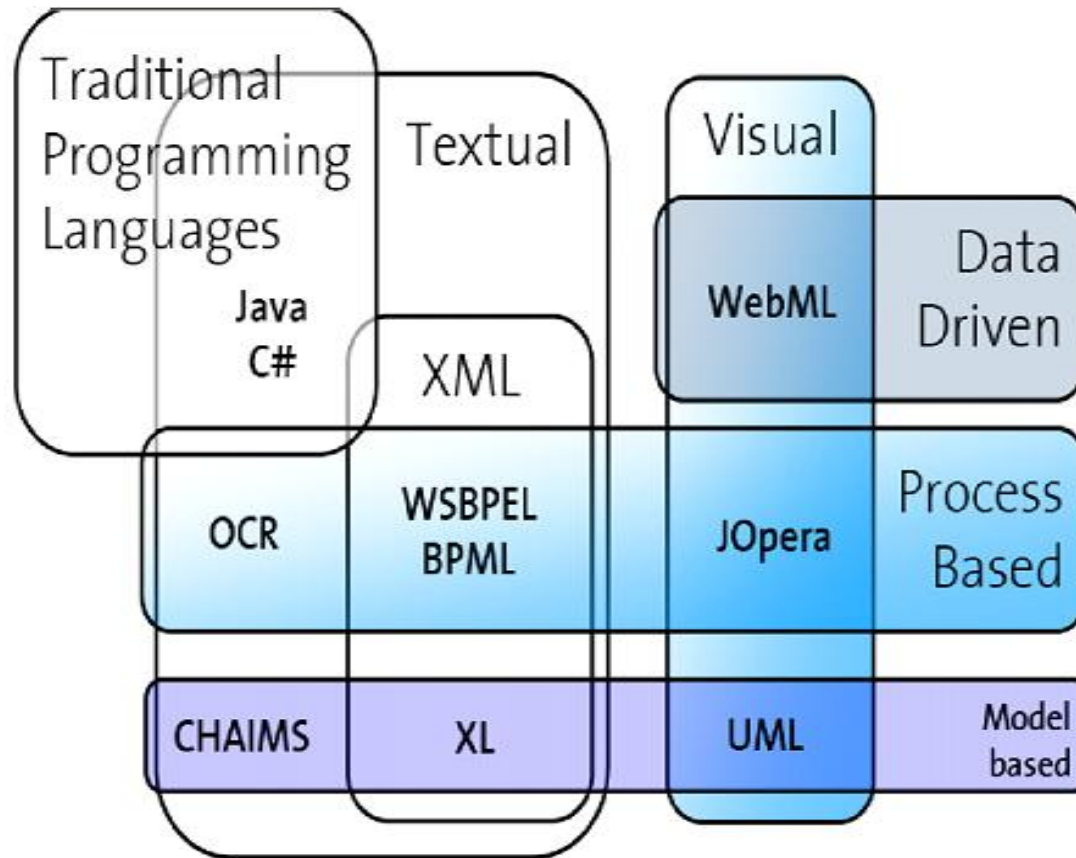 Traditional
Programming
Languages
Java
C#
Textual
XML
Visual
WebML
Data
Driven
OCR
WSBPEL
BPML
JOpera
Process
Based
CHAIMS
XL
UML
Model
based